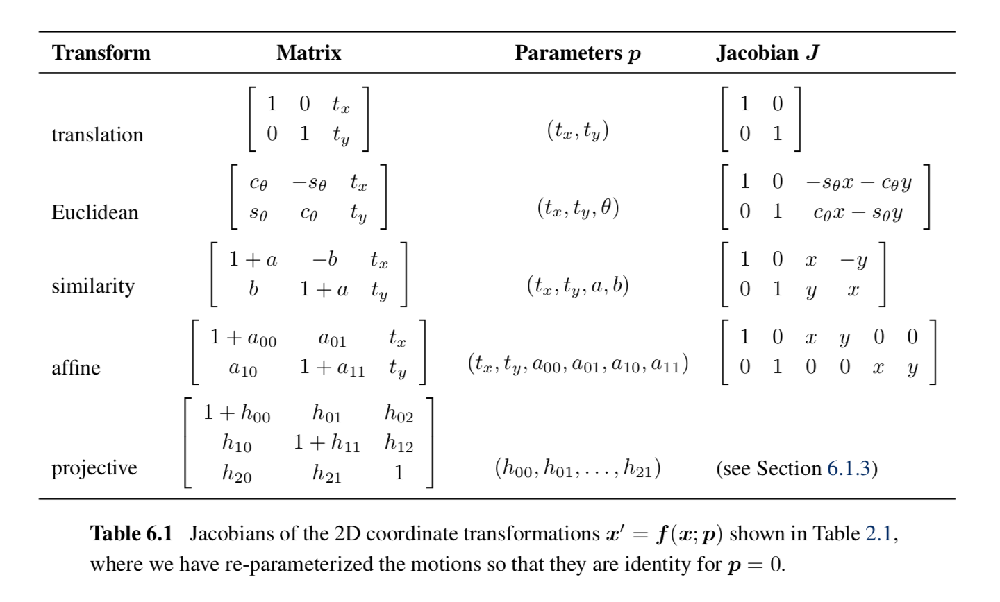 Transform Matrix Parameters p Jacobian J
translation [ 1 0 t_x ; 0 1 t_y ] (t_x, t_y) [ 1 0 ; 0 1 ]
Euclidean [ c_θ −s_θ t_x ; s_θ c_θ t_y ] (t_x, t_y, θ) [ 1 0 −s_θx − c_θy ; 0 1 c_θx − s_θy ]
similarity [ 1 + a −b t_x ; b 1 + a t_y ] (t_x, t_y, a, b) [ 1 0 x −y ; 0 1 y x ]
affine [ 1 + a_00 a_01 t_x ; a_10 1 + a_11 t_y ] (t_x, t_y, a_00, a_01, a_10, a_11) [ 1 0 x y 0 0 ; 0 1 0 0 x y ]
projective [ 1 + h_00 h_01 h_02 ; h_10 1 + h_11 h_12 ; h_20 h_21 1 ] (h_00, h_01, . . . , h_21) (see Section 6.1.3)
Table 6.1 Jacobians of the 2D coordinate transformations x′ = f(x; p) shown in Table 2.1,
where we have re-parameterized the motions so that they are identity for p = 0.